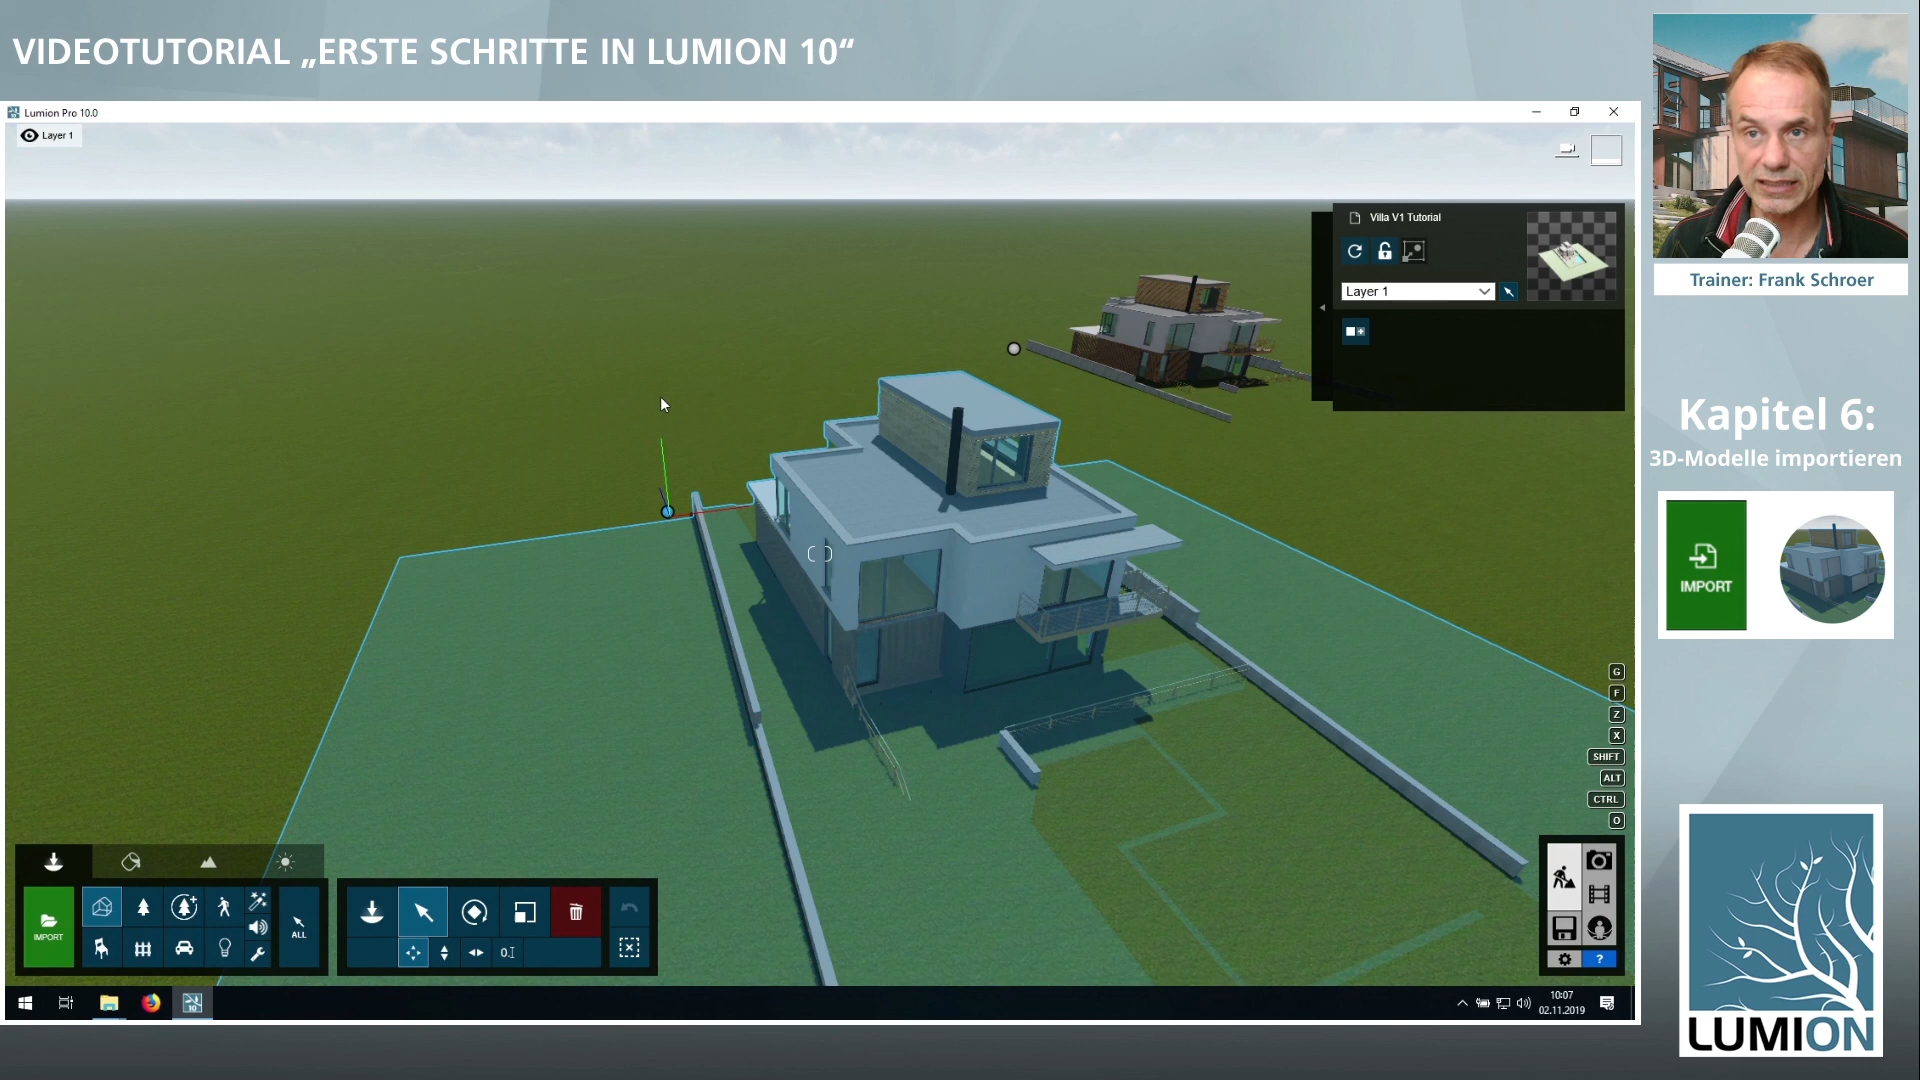 VIDEOTUTORIAL „ERSTE SCHRITTE IN LUMION 10“
Lumion Pro 10.0
Layer 1
Villa V1 Tutorial
Layer 1
Trainer: Frank Schroer
Kapitel 6:
3D-Modelle importieren
IMPORT
G
F
Z
X
SHIFT
ALT
CTRL
O
IMPORT
ALL
?
10
10:07
02.11.2019
LUMION